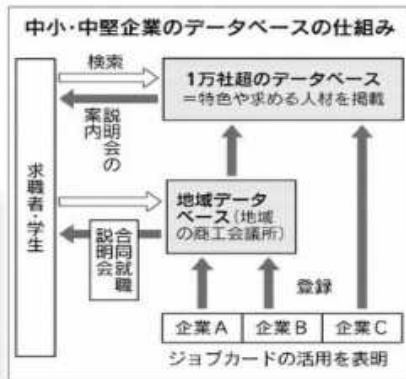 中小・中堅企業のデータベースの仕組み
検索
1万社超のデータベース
=特色や求める人材を掲載
説明会の
案内
求職者・学生
地域データ
ベース(地域
の商工会議所)
合同就職
説明会
登録
企業A
企業B
企業C
ジョブカードの活用を表明